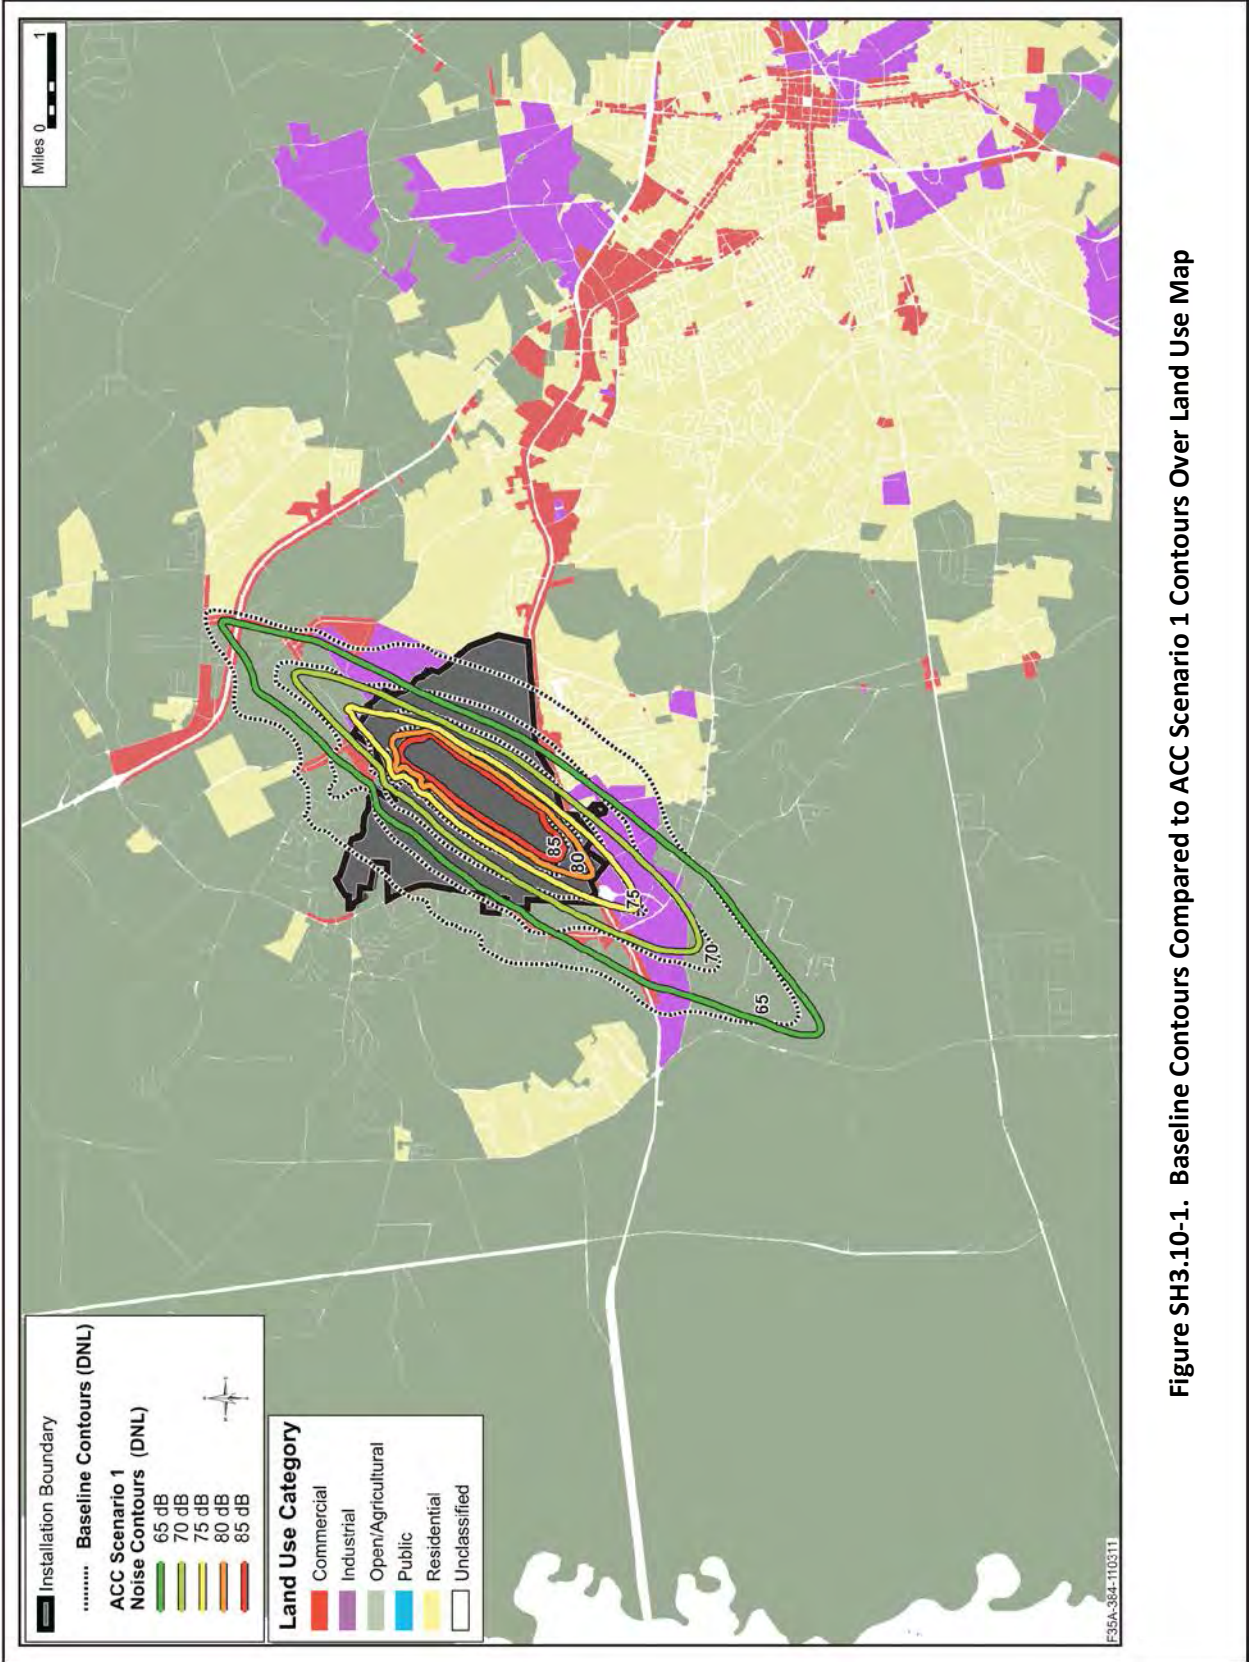 Installation Boundary
Baseline Contours (DNL)
ACC Scenario 1
Noise Contours (DNL)
65 dB
70 dB
75 dB
80 dB
85 dB
Land Use Category
Commercial
Industrial
Open/Agricultural
Public
Residential
Unclassified
Miles 0 1
85
80
75
70
65
F35A-384-110311
Figure SH3.10-1. Baseline Contours Compared to ACC Scenario 1 Contours Over Land Use Map